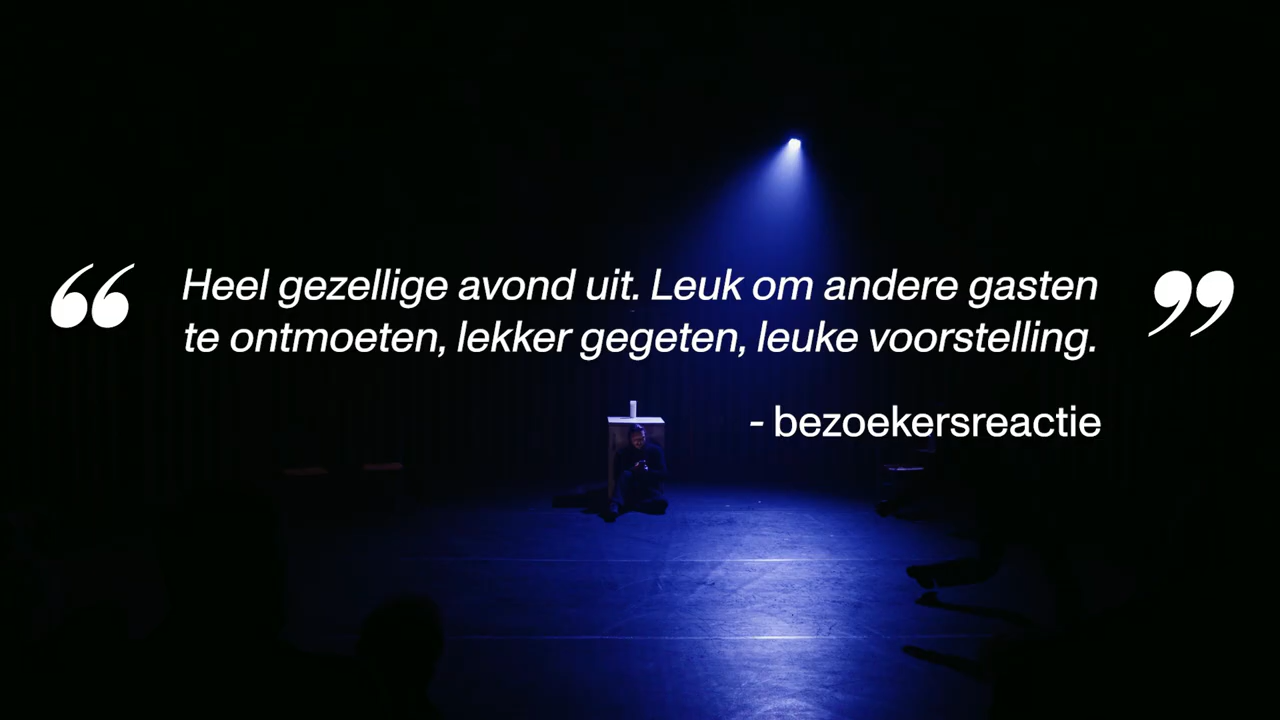 “ Heel gezellige avond uit. Leuk om andere gasten ”
te ontmoeten, lekker gegeten, leuke voorstelling.
- bezoekersreactie